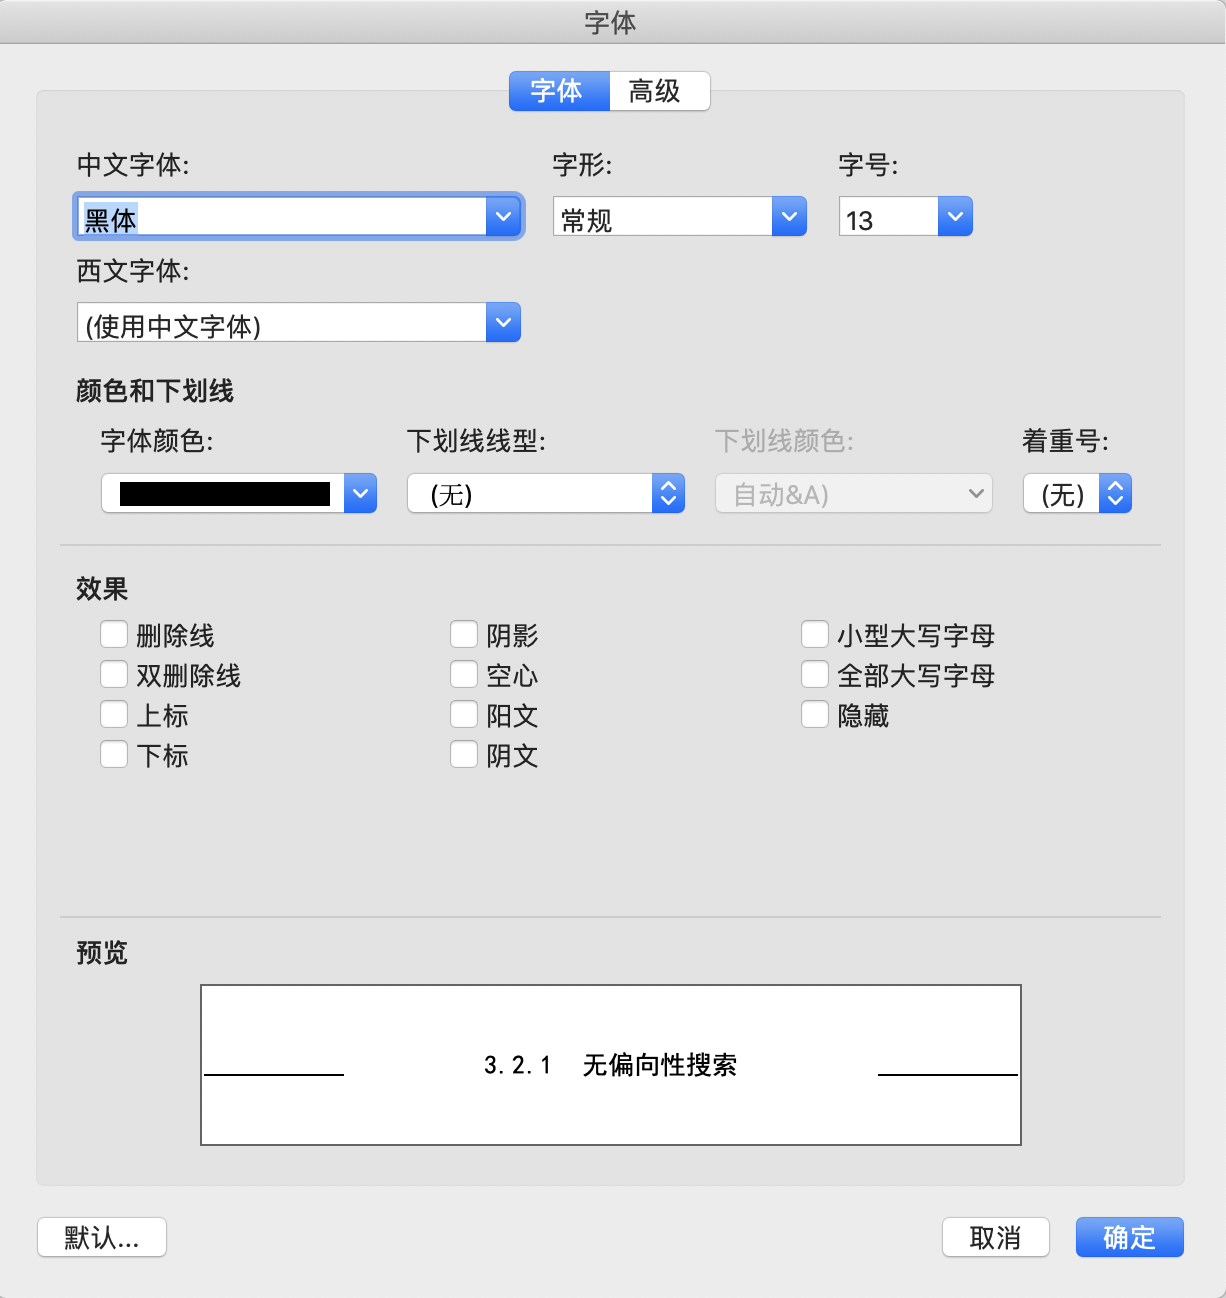 字体
字体 高级
中文字体: 字形: 字号:
黑体 常规 13
西文字体:
(使用中文字体)
颜色和下划线
字体颜色: 下划线线型: 下划线颜色: 着重号:
(无) 自动&A) (无)
效果
删除线 阴影 小型大写字母
双删除线 空心 全部大写字母
上标 阳文 隐藏
下标 阴文
预览
3.2.1 无偏向性搜索
默认... 取消 确定